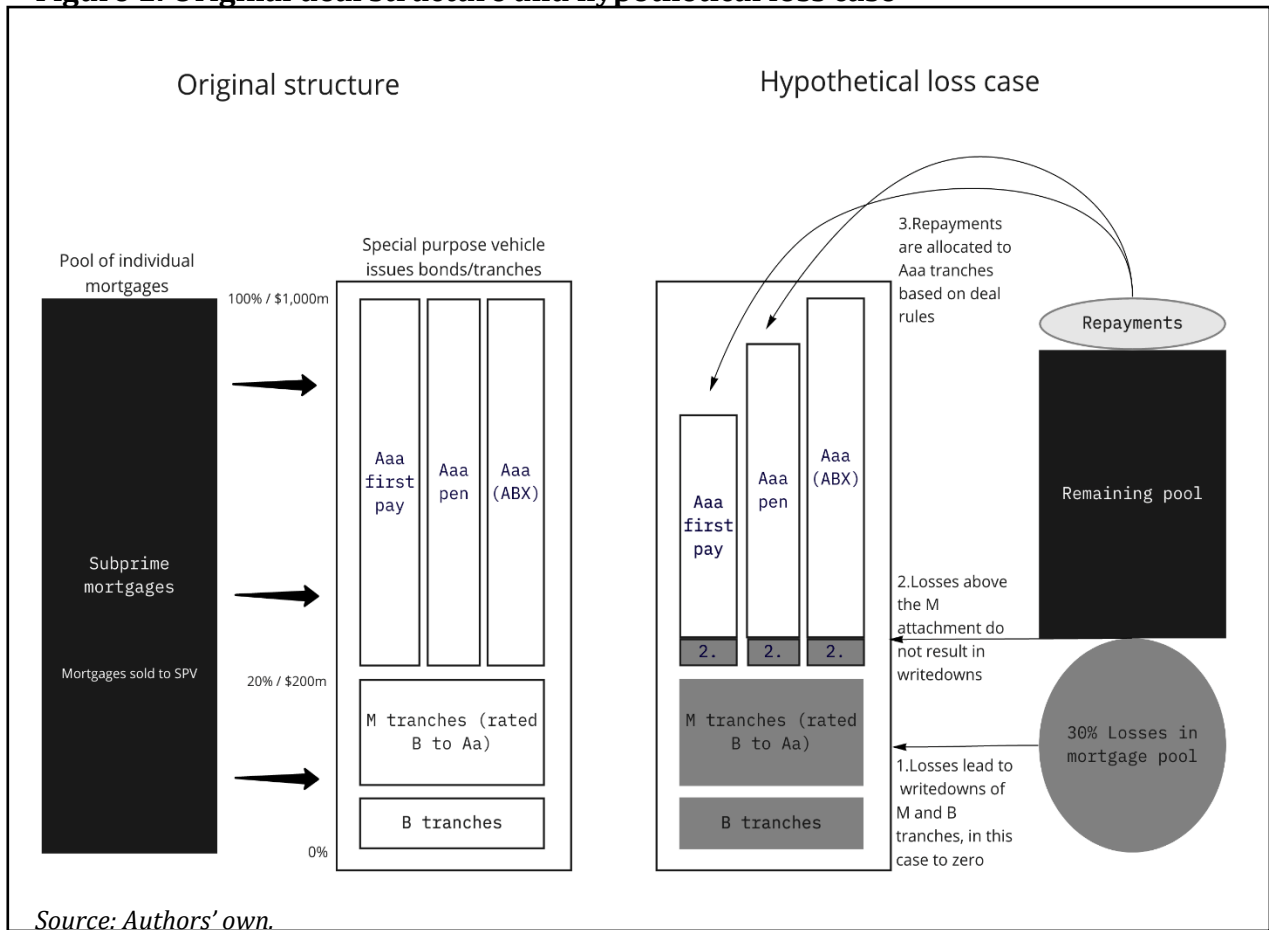 Figure 2: Original deal structure and hypothetical loss case
Original structure
Hypothetical loss case
Pool of individual
mortgages
Special purpose vehicle
issues bonds/tranches
100% / $1,000m
Subprime
mortgages
Mortgages sold to SPV
20% / $200m
0%
Aaa
first
pay
Aaa
pen
Aaa
(ABX)
M tranches (rated
B to Aa)
B tranches
Aaa
first
pay
Aaa
pen
Aaa
(ABX)
2.
2.
2.
M tranches (rated
B to Aa)
B tranches
3.Repayments
are allocated to
Aaa tranches
based on deal
rules
2.Losses above
the M
attachment do
not result in
writedowns
1.Losses lead to
writedowns of
M and B
tranches, in this
case to zero
Repayments
Remaining pool
30% Losses in
mortgage pool
Source: Authors' own.